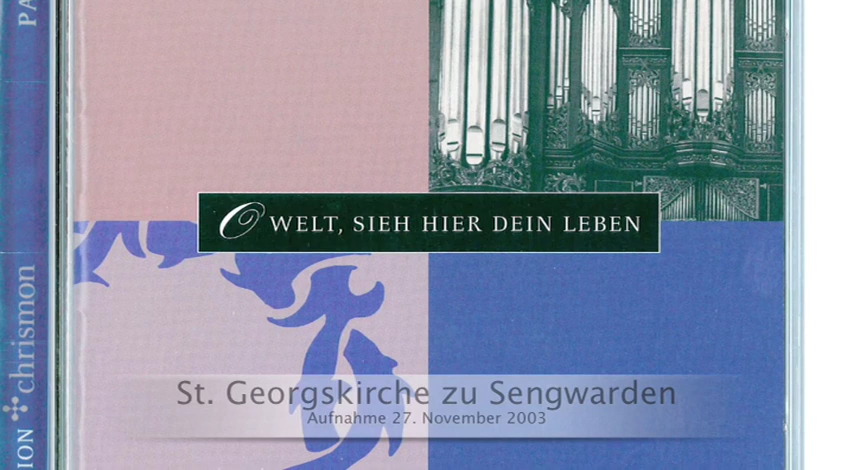 PA
O WELT, SIEH HIER DEIN LEBEN
chrismon
ION
St. Georgskirche zu Sengwarden
Aufnahme 27. November 2003